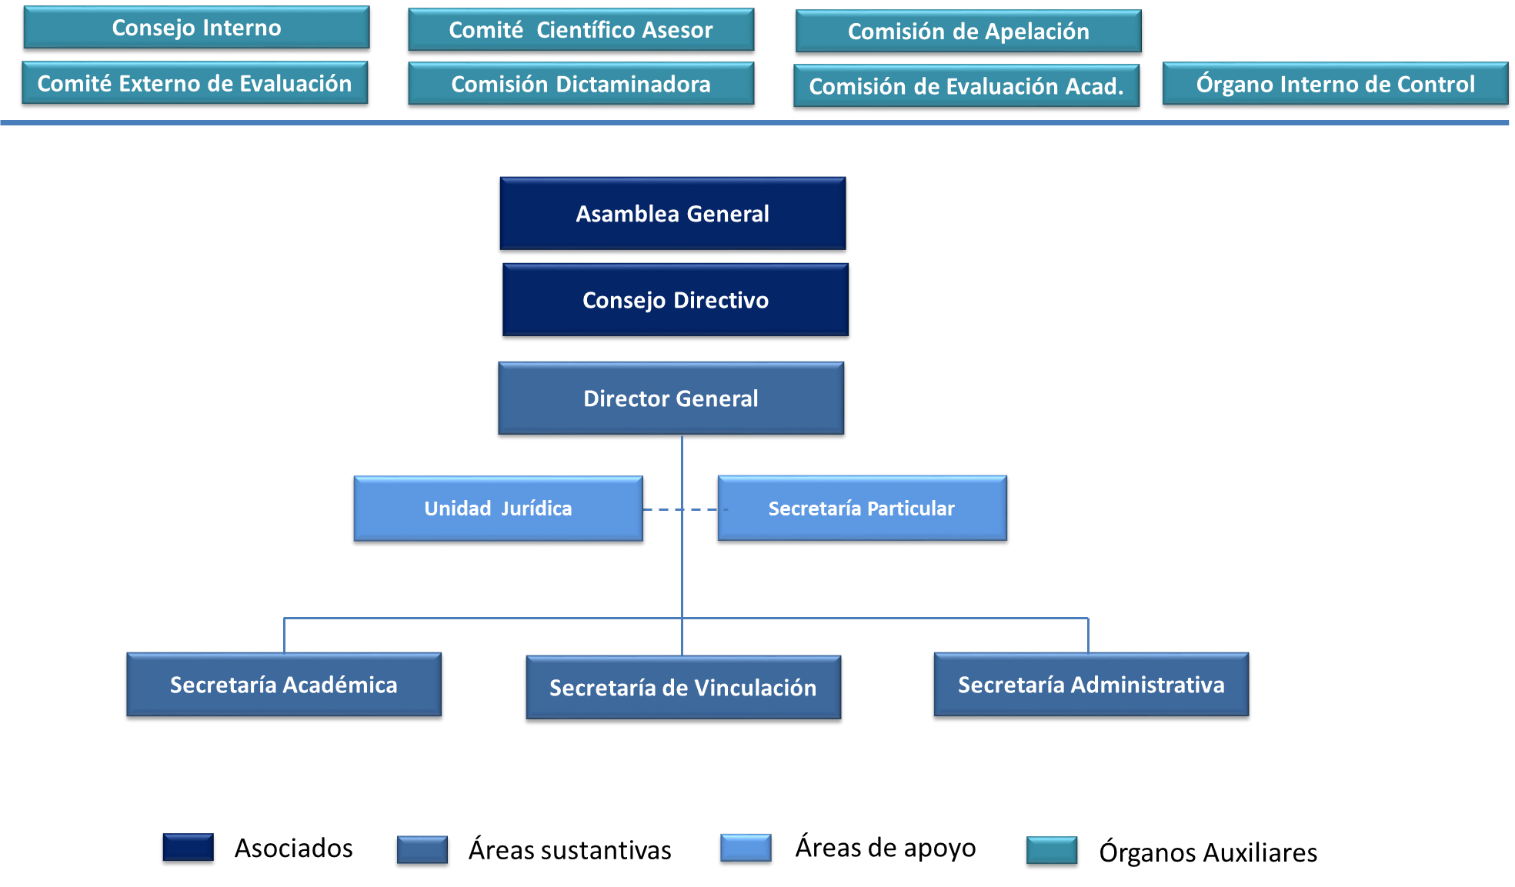 Consejo Interno
Comité Científico Asesor
Comisión de Apelación
Comité Externo de Evaluación
Comisión Dictaminadora
Comisión de Evaluación Acad.
Órgano Interno de Control
Asamblea General
Consejo Directivo
Director General
Unidad Jurídica
Secretaría Particular
Secretaría Académica
Secretaría de Vinculación
Secretaría Administrativa
Asociados
Áreas sustantivas
Áreas de apoyo
Órganos Auxiliares